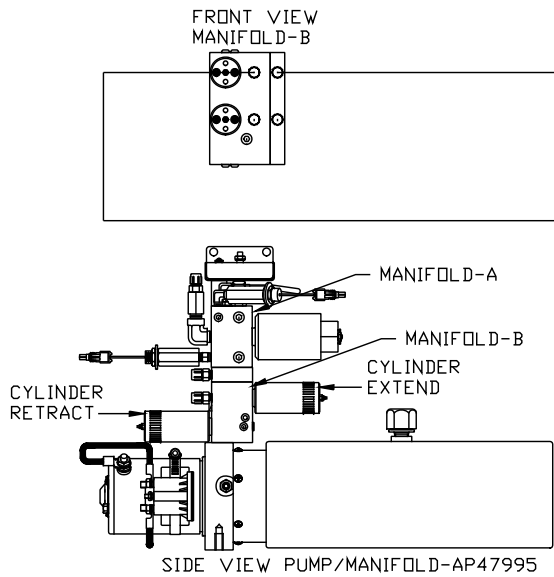 FRONT VIEW
MANIFOLD-B
MANIFOLD-A
MANIFOLD-B
CYLINDER
EXTEND
CYLINDER
RETRACT
SIDE VIEW PUMP/MANIFOLD-AP47995